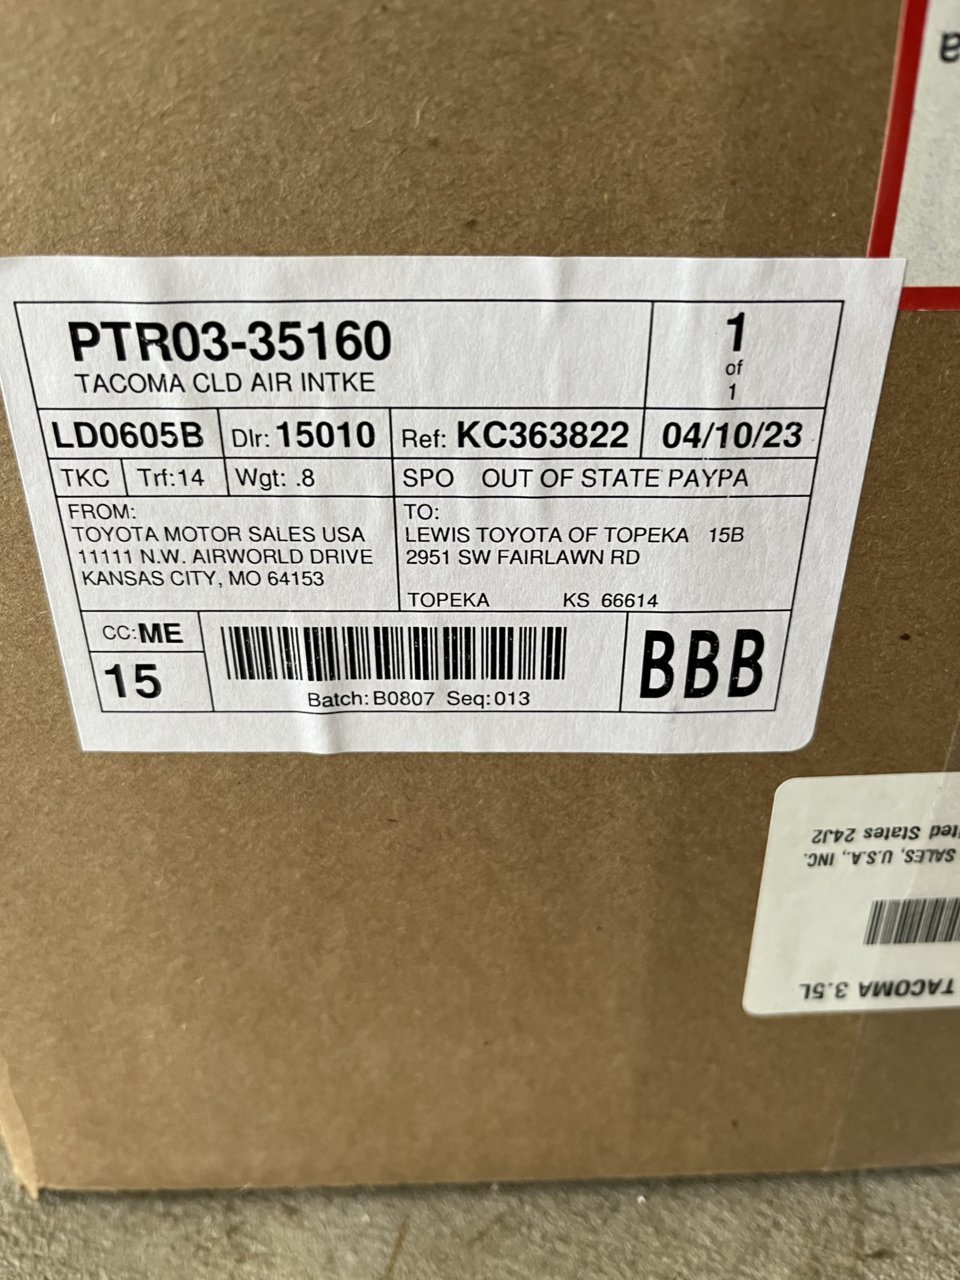 PTR03-35160
TACOMA CLD AIR INTKE
1
of
1
LD0605B Dlr: 15010 Ref: KC363822 04/10/23
TKC Trf:14 Wgt: .8 SPO OUT OF STATE PAYPA
FROM:
TOYOTA MOTOR SALES USA
11111 N.W. AIRWORLD DRIVE
KANSAS CITY, MO 64153
TO:
LEWIS TOYOTA OF TOPEKA 15B
2951 SW FAIRLAWN RD
TOPEKA KS 66614
CC:ME
15
Batch:B0807 Seq:013
BBB
TACOMA 3.5L
SALES, U.S.A., INC.
States 24J2